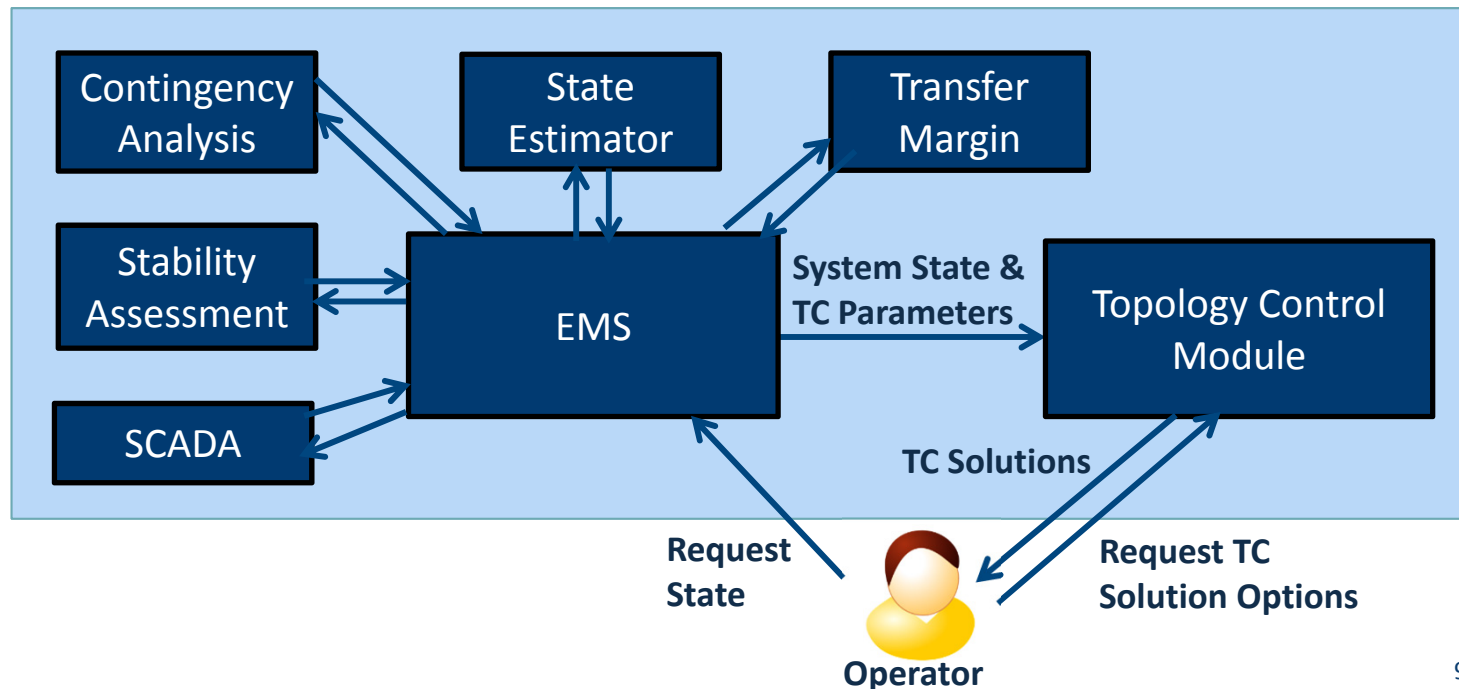 Contingency
Analysis
State
Estimator
Transfer
Margin
Stability
Assessment
EMS
System State &
TC Parameters
Topology Control
Module
SCADA
TC Solutions
Request
State
Request TC
Solution Options
Operator
9